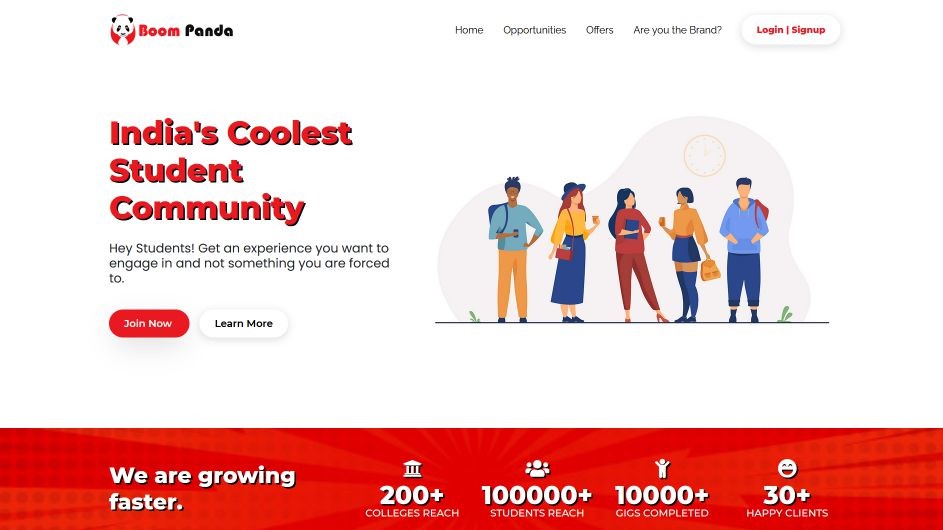 Boom Panda
Home Opportunities Offers Are you the Brand? Login | Signup
India's Coolest
Student
Community
Hey Students! Get an experience you want to
engage in and not something you are forced
to.
Join Now Learn More
We are growing
faster.
200+
COLLEGES REACH
100000+
STUDENTS REACH
10000+
GIGS COMPLETED
30+
HAPPY CLIENTS